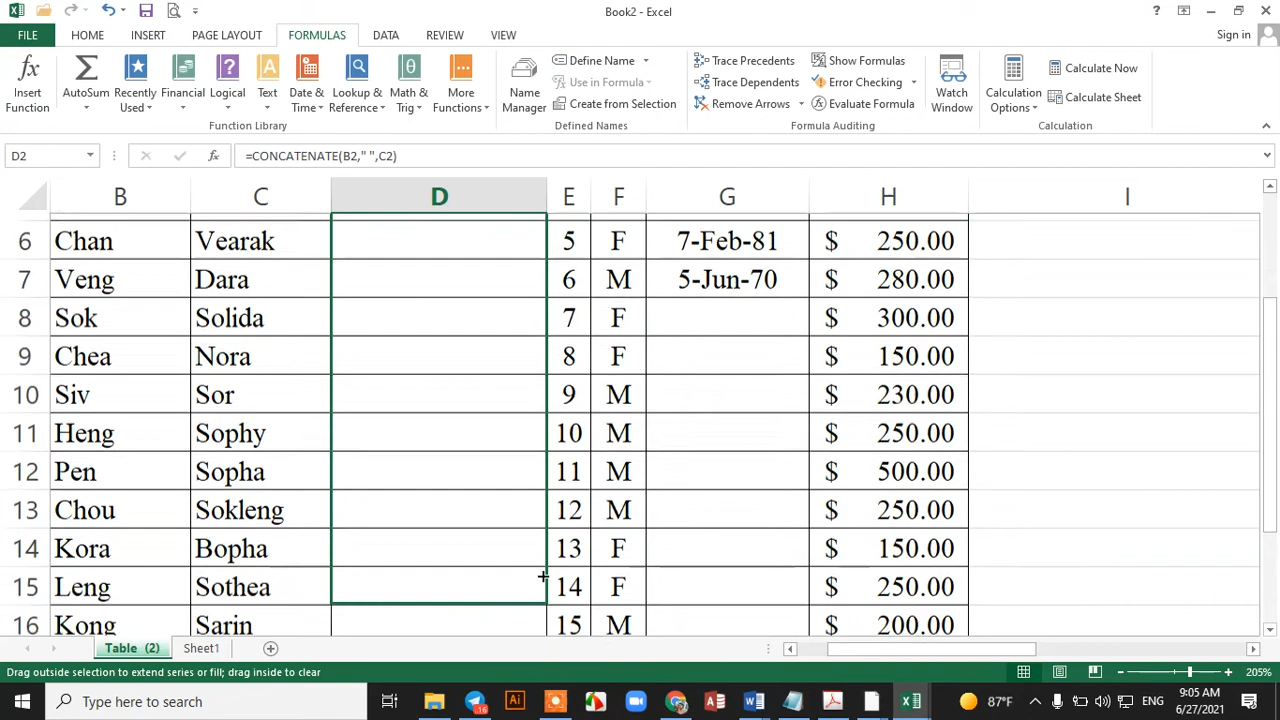 Book2 - Excel
?
Sign in
FILE HOME INSERT PAGE LAYOUT FORMULAS DATA REVIEW VIEW
fx Insert Function
Σ AutoSum
Recently Used
Financial
Logical
Text
Date & Time
Lookup & Reference
Math & Trig
More Functions
Function Library
Name Manager
Define Name
Use in Formula
Create from Selection
Defined Names
Trace Precedents
Trace Dependents
Remove Arrows
Show Formulas
Error Checking
Evaluate Formula
Formula Auditing
Watch Window
Calculation Options
Calculate Now
Calculate Sheet
Calculation
D2 fx =CONCATENATE(B2," ",C2)
B C D E F G H I
6 Chan Vearak 5 F 7-Feb-81 $ 250.00
7 Veng Dara 6 M 5-Jun-70 $ 280.00
8 Sok Solida 7 F $ 300.00
9 Chea Nora 8 F $ 150.00
10 Siv Sor 9 M $ 230.00
11 Heng Sophy 10 M $ 250.00
12 Pen Sopha 11 M $ 500.00
13 Chou Sokleng 12 M $ 250.00
14 Kora Bopha 13 F $ 150.00
15 Leng Sothea 14 F $ 250.00
16 Kong Sarin 15 M $ 200.00
Table (2) Sheet1
Drag outside selection to extend series or fill; drag inside to clear 205%
Type here to search
16
Ai
87°F
ENG
9:05 AM
6/27/2021